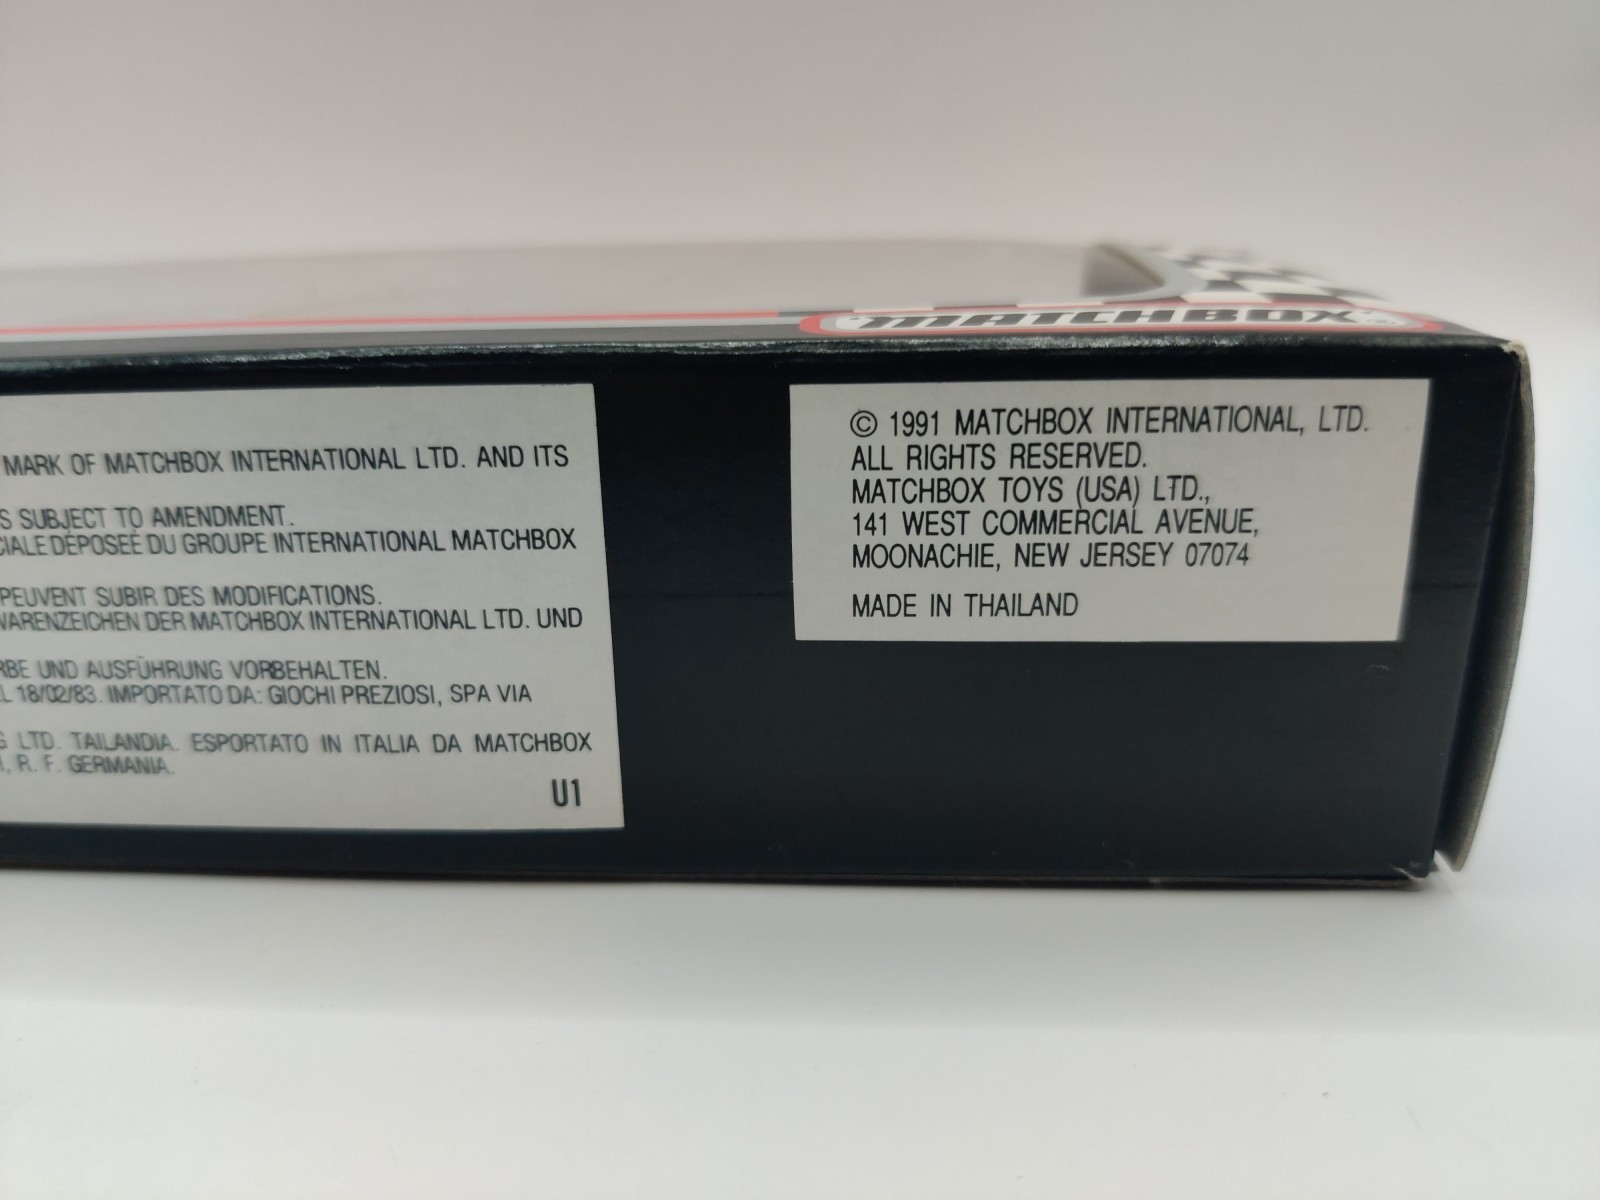 MATCHBOX ®
MARK OF MATCHBOX INTERNATIONAL LTD. AND ITS
S SUBJECT TO AMENDMENT.
CIALE DÉPOSÉE DU GROUPE INTERNATIONAL MATCHBOX
PEUVENT SUBIR DES MODIFICATIONS.
WARENZEICHEN DER MATCHBOX INTERNATIONAL LTD. UND
RBE UND AUSFÜHRUNG VORBEHALTEN.
L 18/02/83. IMPORTATO DA: GIOCHI PREZIOSI, SPA VIA
G LTD. TAILANDIA. ESPORTATO IN ITALIA DA MATCHBOX
H, R. F. GERMANIA.
U1
© 1991 MATCHBOX INTERNATIONAL, LTD.
ALL RIGHTS RESERVED.
MATCHBOX TOYS (USA) LTD.,
141 WEST COMMERCIAL AVENUE,
MOONACHIE, NEW JERSEY 07074
MADE IN THAILAND